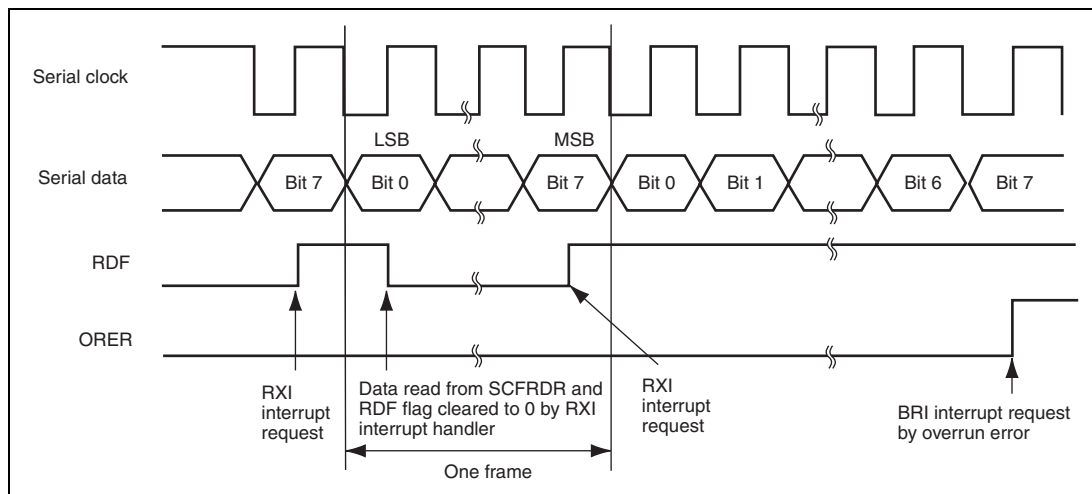 Serial clock
LSB
MSB
Serial data
Bit 7
Bit 0
Bit 7
Bit 0
Bit 1
Bit 6
Bit 7
RDF
ORER
RXI
interrupt
request
Data read from SCFRDR and
RDF flag cleared to 0 by RXI
interrupt handler
RXI
interrupt
request
BRI interrupt request
by overrun error
One frame